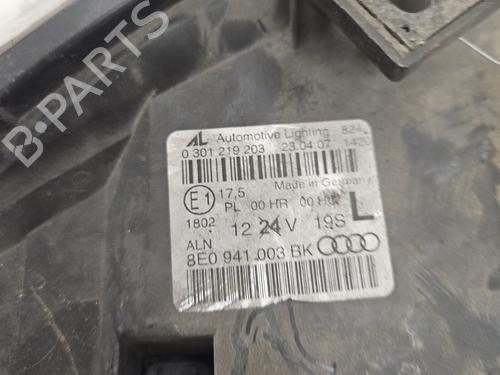 AL Automotive Lighting 824
0 301 219 203 23.04.07 1420
Made in Germany
E1 17,5
PL 00 HR 00 HC L
1802 12 24 V 19S
ALN
8E0 941 003 BK
B-PARTS